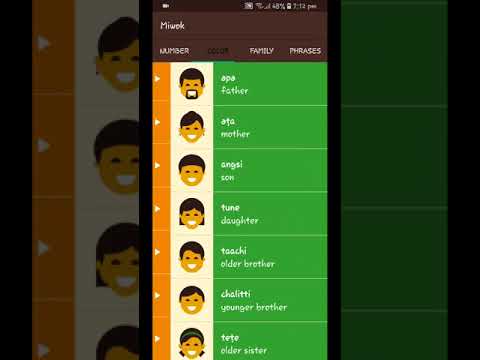 48% 7:12 pm
Miwok
NUMBER COLOR FAMILY PHRASES
әpә
father
әṭa
mother
angsi
son
tune
daughter
taachi
older brother
chalitti
younger brother
teṭe
older sister